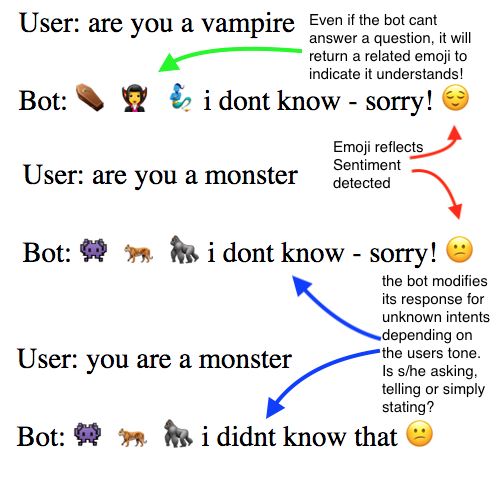 User: are you a vampire
Even if the bot cant
answer a question, it will
return a related emoji to
indicate it understands!
Bot: ⚰️ 🧛‍♀️ 🧞‍♂️ i dont know - sorry! 😌
Emoji reflects
Sentiment
detected
User: are you a monster
Bot: 👾 🐅 🦍 i dont know - sorry! 😕
the bot modifies
its response for
unknown intents
depending on
the users tone.
Is s/he asking,
telling or simply
stating?
User: you are a monster
Bot: 👾 🐅 🦍 i didnt know that 😕